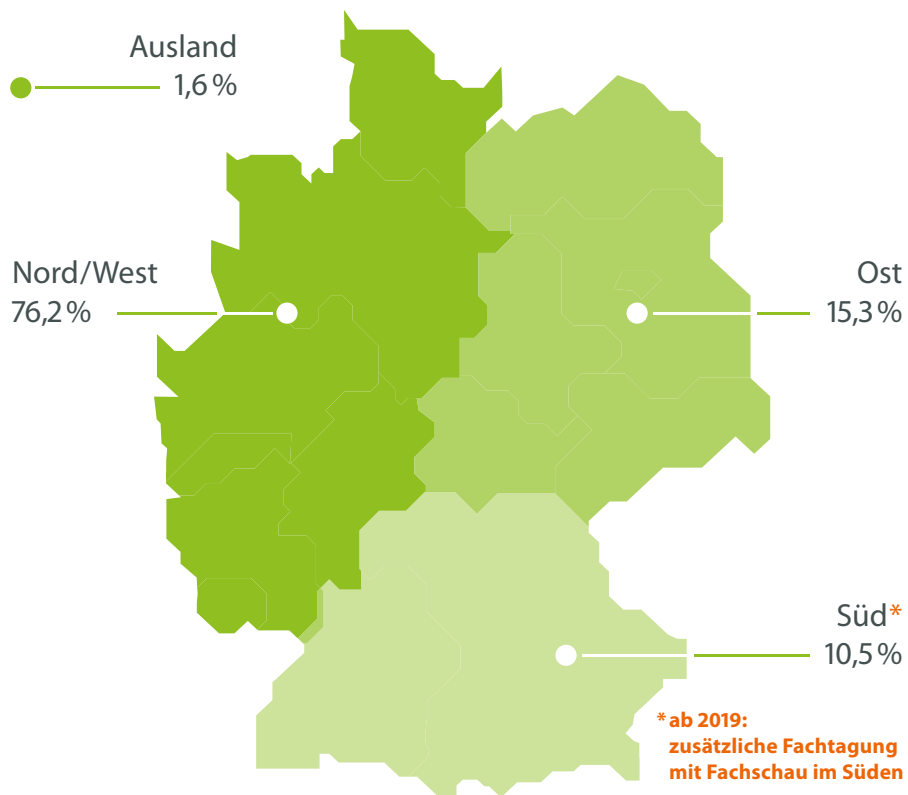 Ausland
1,6 %
Nord/West
76,2 %
Ost
15,3 %
Süd*
10,5 %
* ab 2019:
zusätzliche Fachtagung
mit Fachschau im Süden